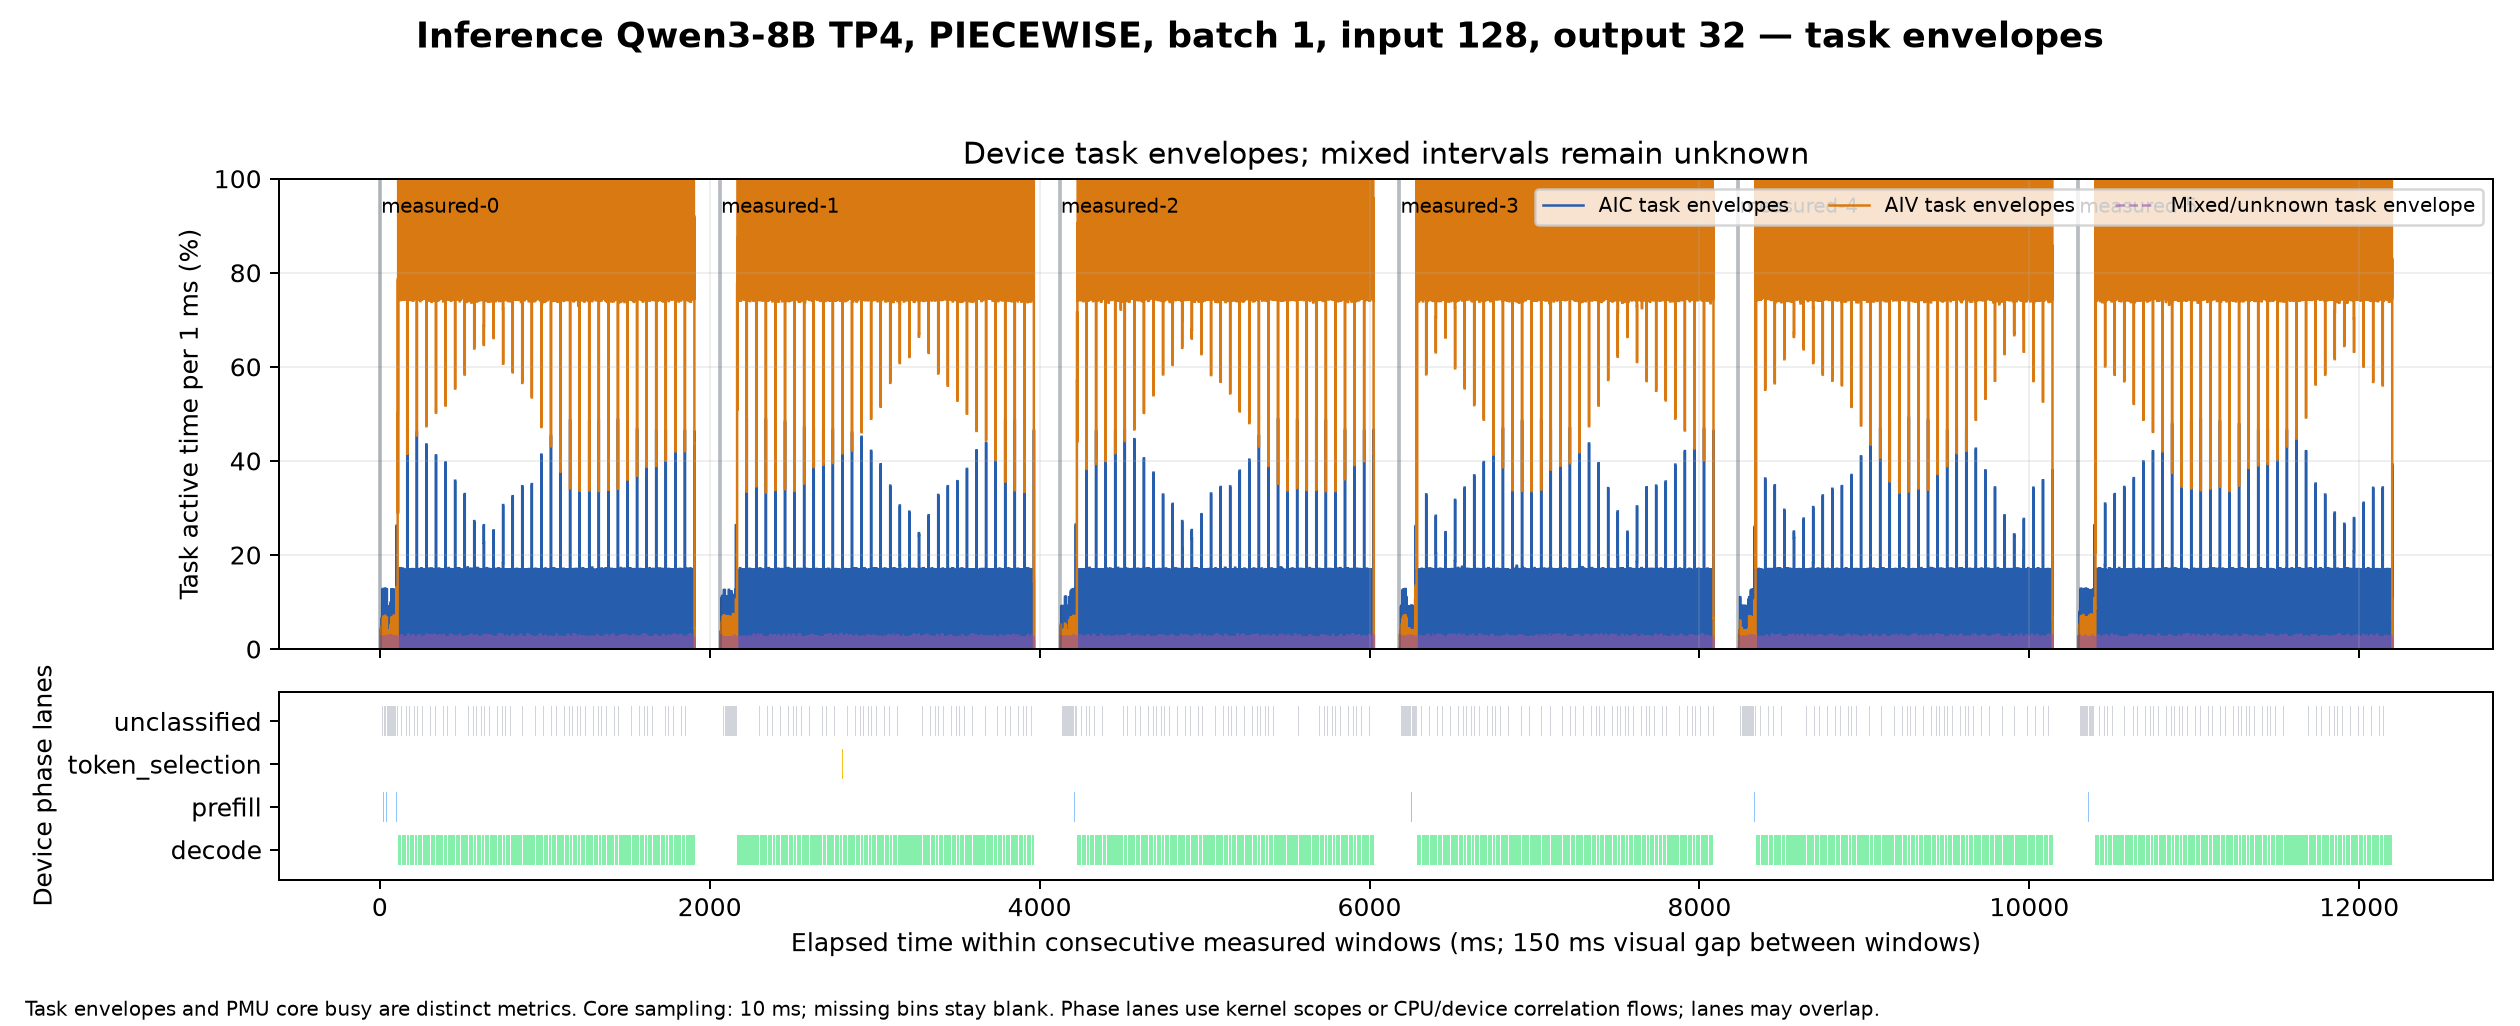 Inference Qwen3-8B TP4, PIECEWISE, batch 1, input 128, output 32 — task envelopes
Device task envelopes; mixed intervals remain unknown
Task active time per 1 ms (%)
100
80
60
40
20
0
measured-0
measured-1
measured-2
measured-3
AIC task envelopes
AIV task envelopes
Mixed/unknown task envelope
Device phase lanes
unclassified
token_selection
prefill
decode
0
2000
4000
6000
8000
10000
12000
Elapsed time within consecutive measured windows (ms; 150 ms visual gap between windows)
Task envelopes and PMU core busy are distinct metrics. Core sampling: 10 ms; missing bins stay blank. Phase lanes use kernel scopes or CPU/device correlation flows; lanes may overlap.